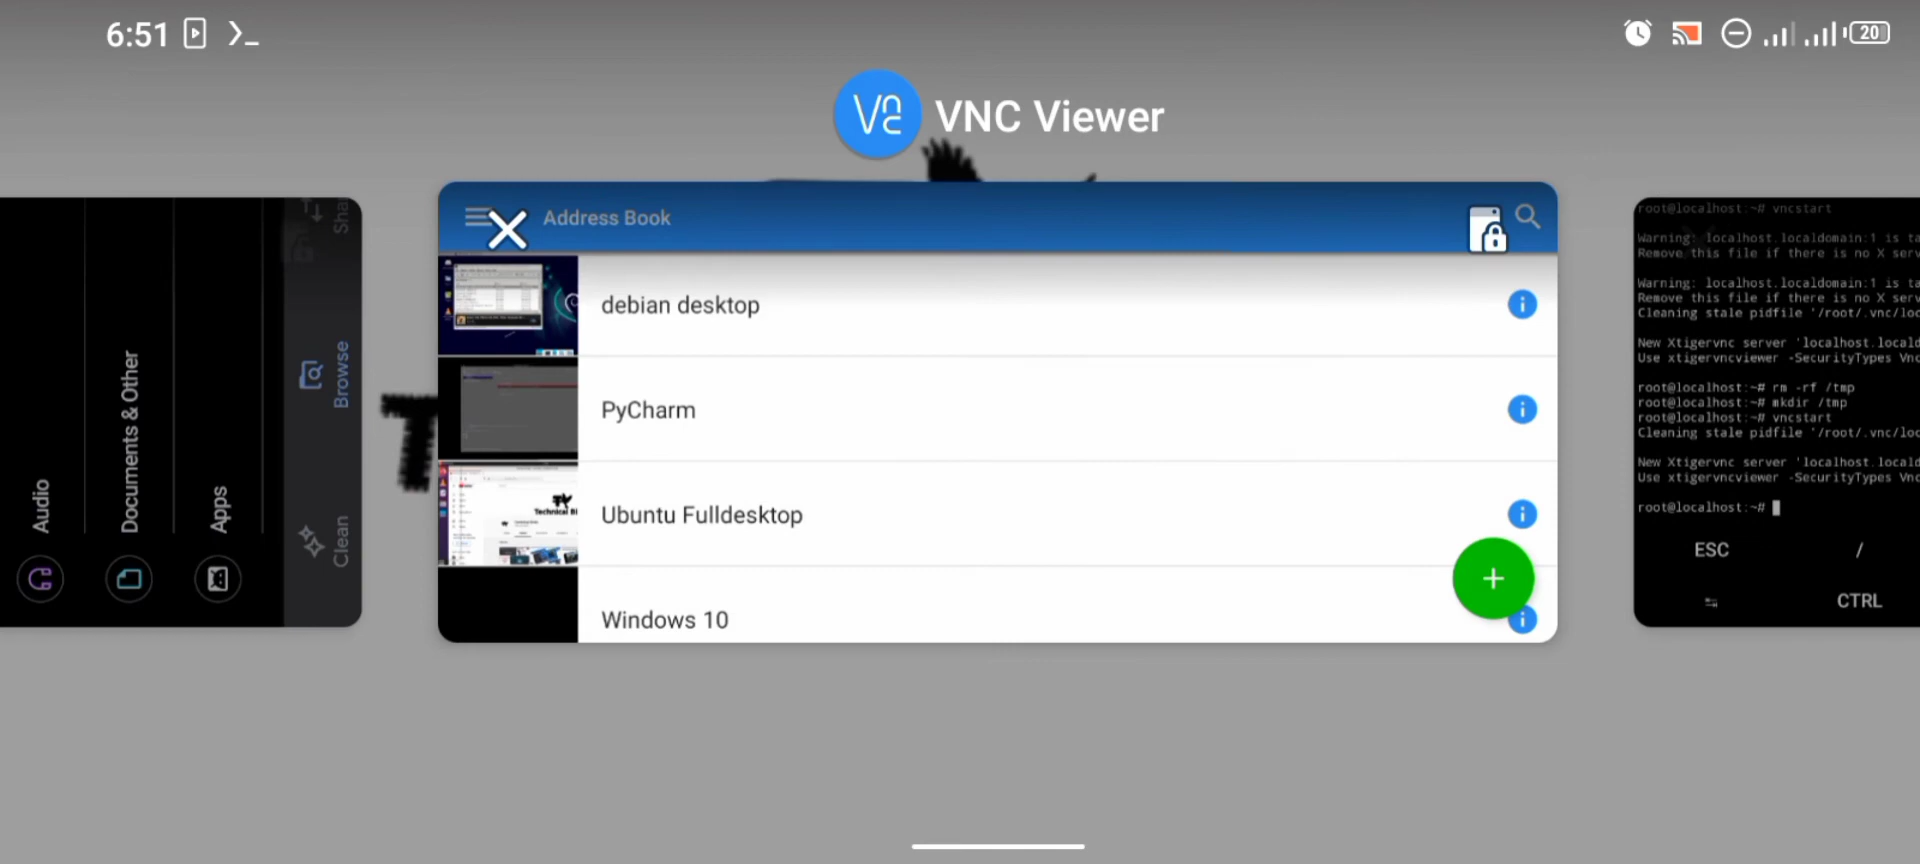 6:51
20
VNC Viewer
Address Book
debian desktop
PyCharm
Ubuntu Fulldesktop
Windows 10
Audio
Documents & Other
Apps
Browse
Clean
root@localhost:~# vncstart
Warning: localhost.localdomain:1 is ta
Remove this file if there is no X serv
Warning: localhost.localdomain:1 is ta
Remove this file if there is no X serv
Cleaning stale pidfile '/root/.vnc/loc
New Xtigervnc server 'localhost.locald
Use xtigervncviewer -SecurityTypes Vnc
root@localhost:~# rm -rf /tmp
root@localhost:~# mkdir /tmp
root@localhost:~# vncstart
Cleaning stale pidfile '/root/.vnc/loc
New Xtigervnc server 'localhost.locald
Use xtigervncviewer -SecurityTypes Vnc
root@localhost:~#
ESC /
CTRL